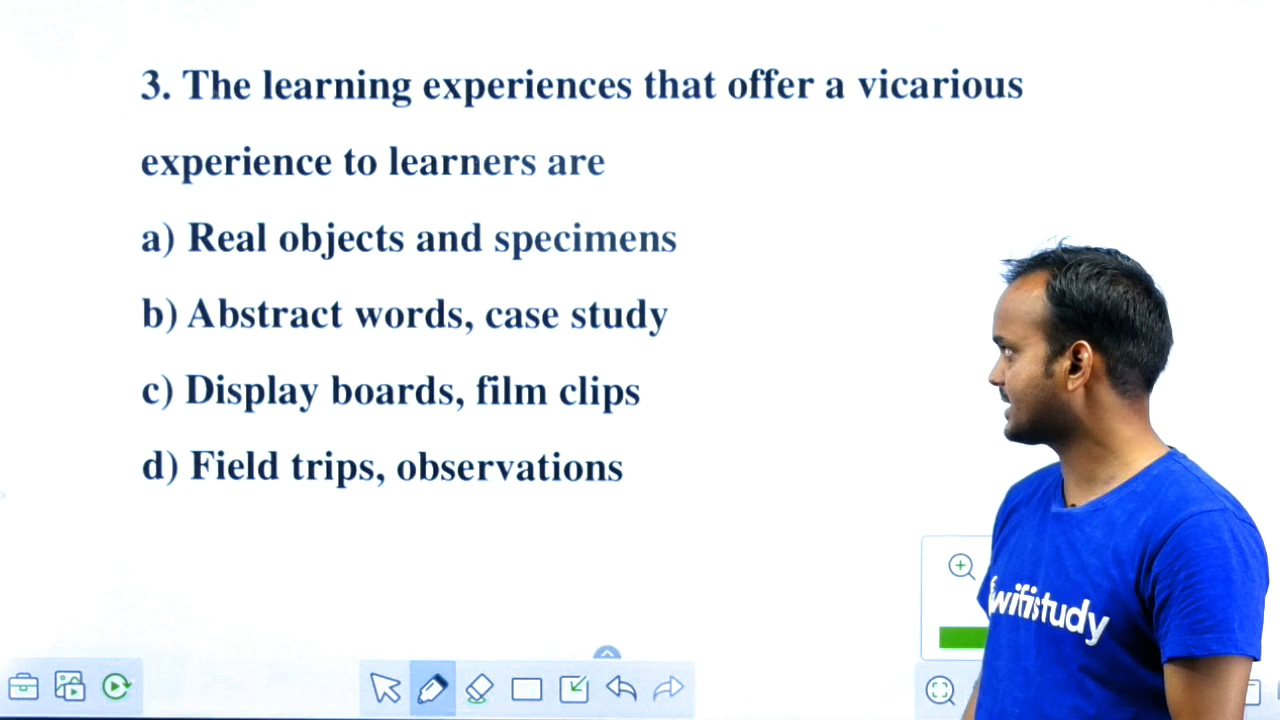 3. The learning experiences that offer a vicarious
experience to learners are
a) Real objects and specimens
b) Abstract words, case study
c) Display boards, film clips
d) Field trips, observations
wifistudy